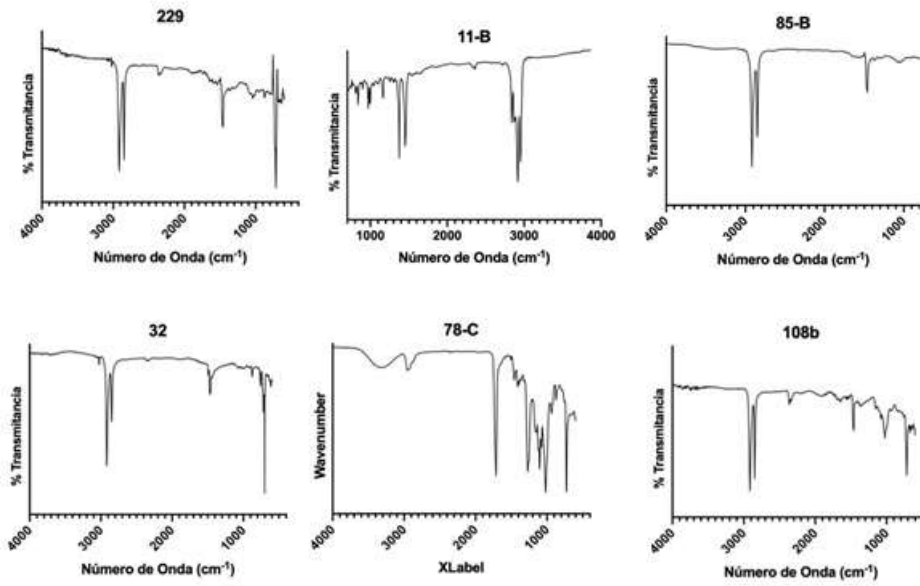 229
11-B
85-B
% Transmitancia
% Transmitancia
% Transmitancia
4000 3000 2000 1000
1000 2000 3000 4000
4000 3000 2000 1000
Número de Onda (cm-1)
Número de Onda (cm-1)
Número de Onda (cm-1)
32
78-C
108b
% Transmitancia
Wavenumber
% Transmitancia
4000 3000 2000 1000
4000 3000 2000 1000
4000 3000 2000 1000
Número de Onda (cm-1)
XLabel
Número de Onda (cm-1)